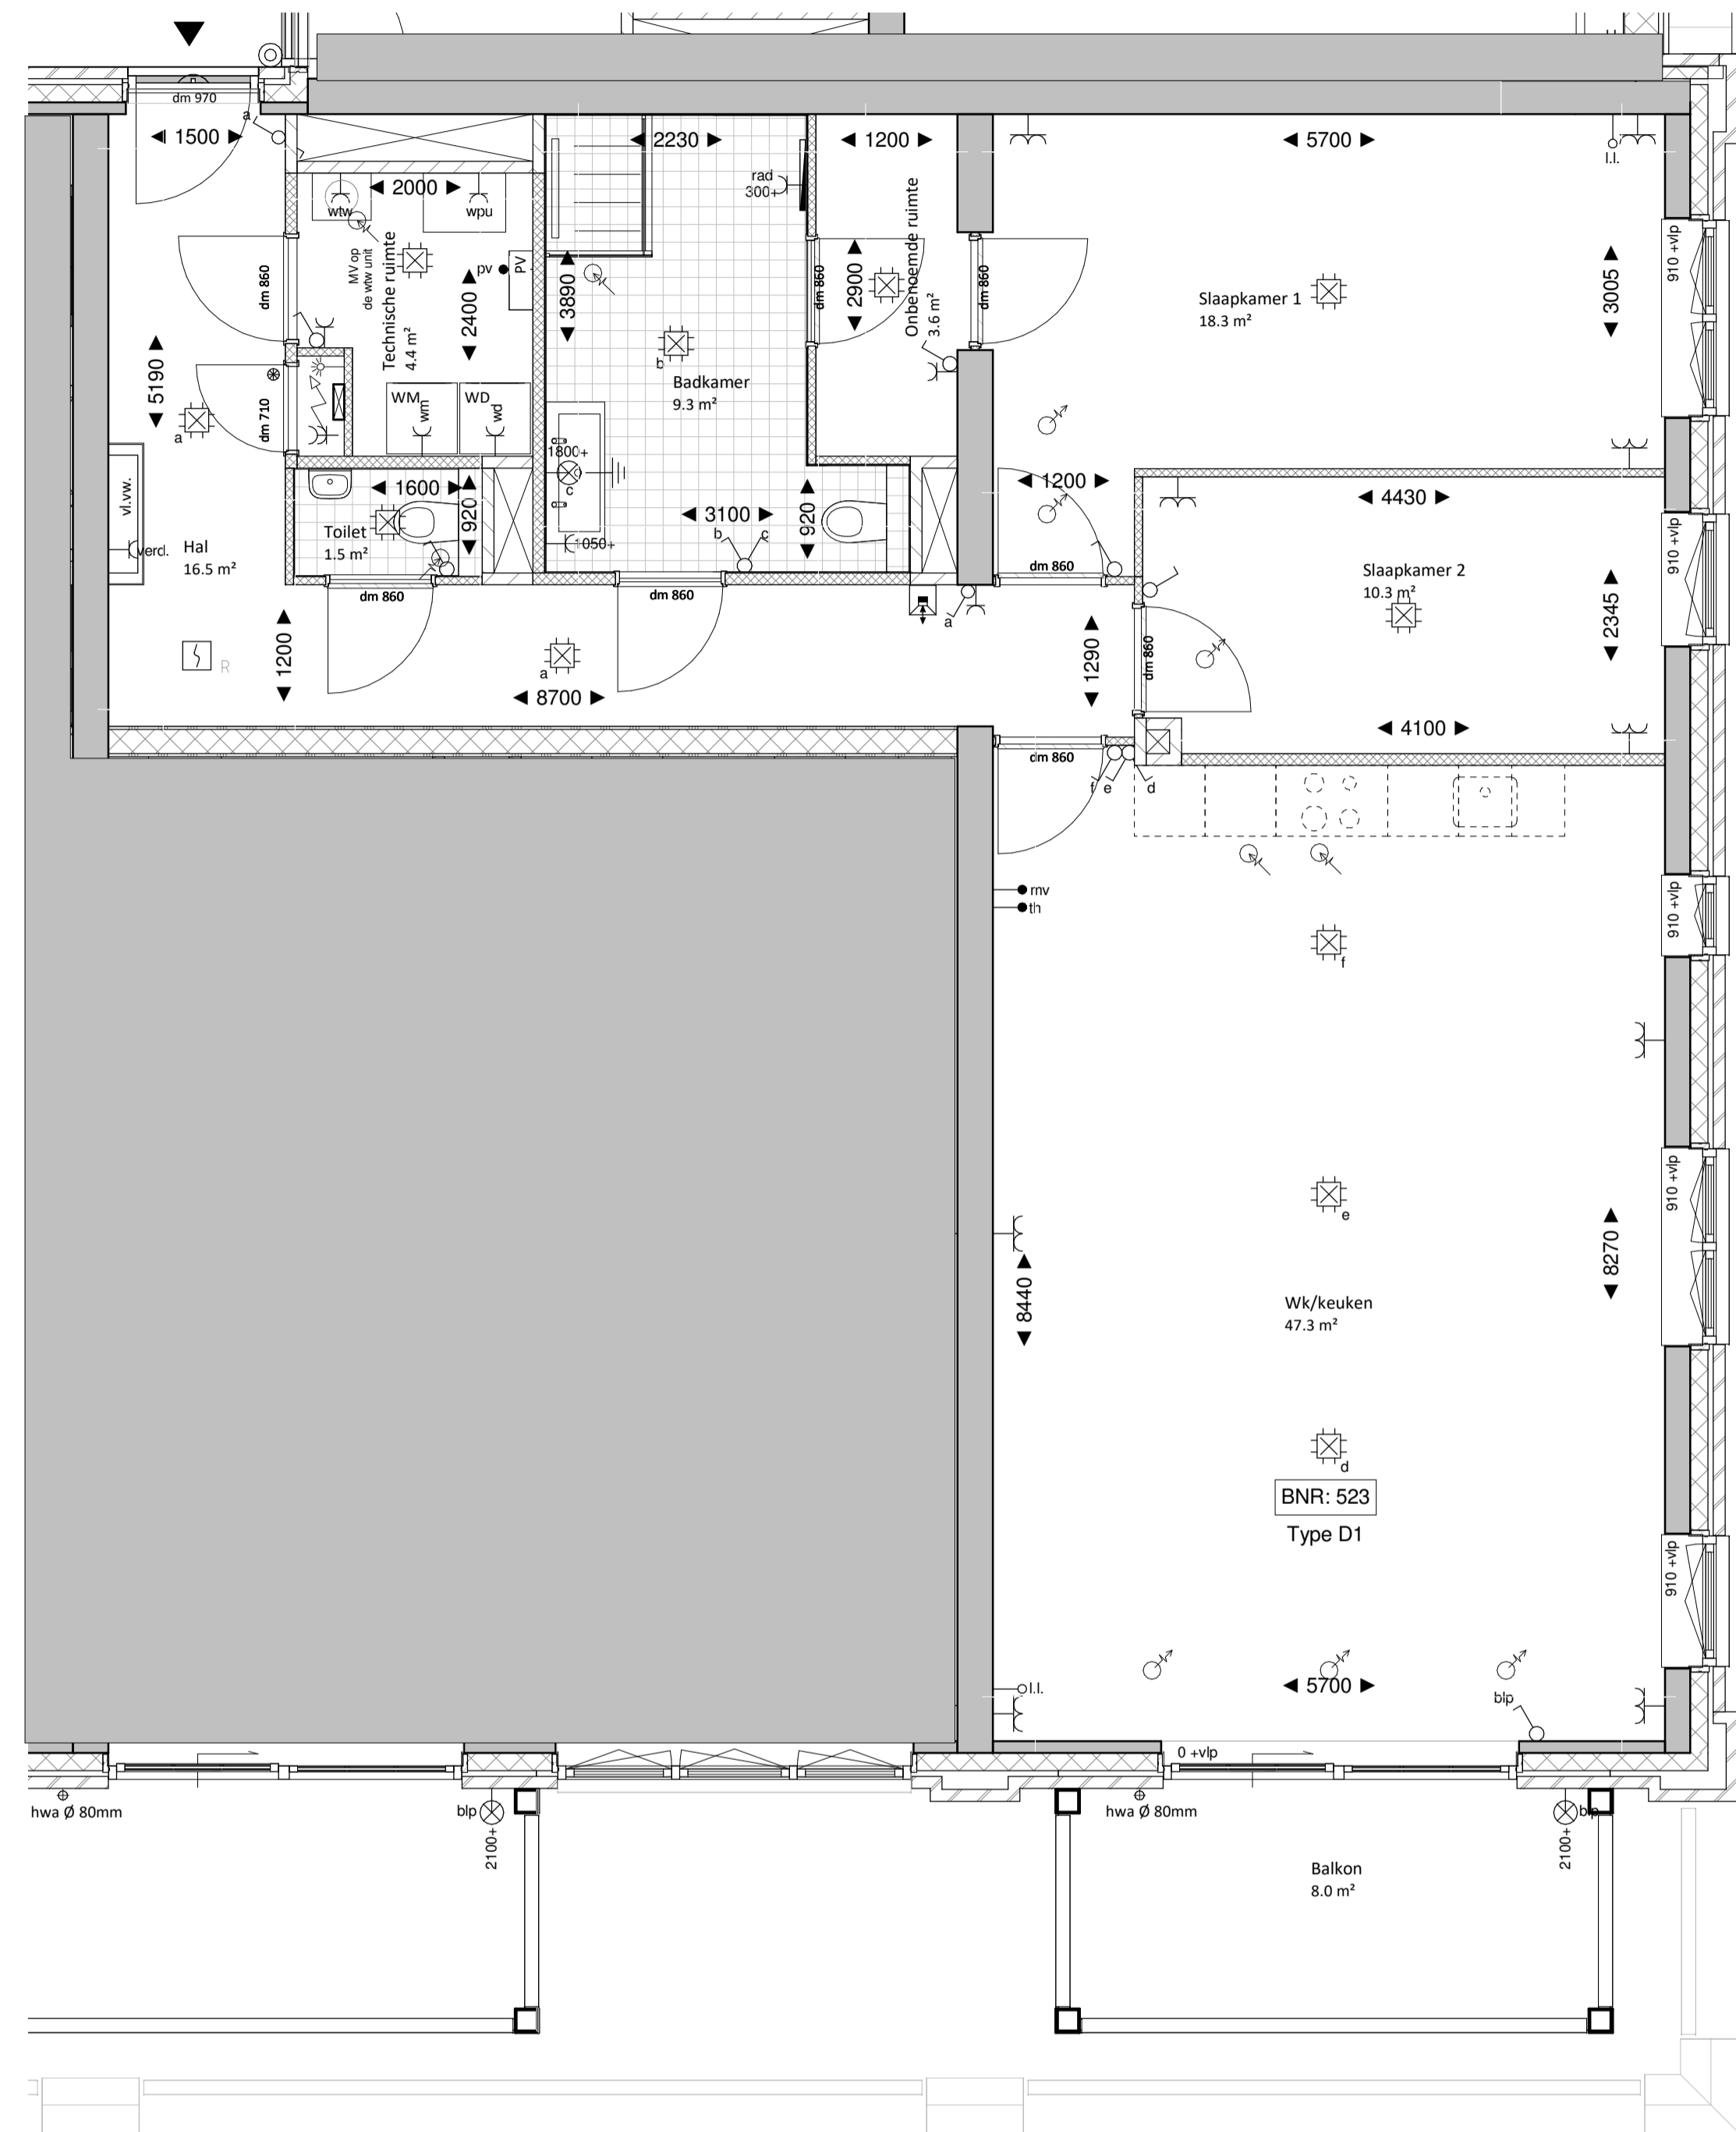 dm 970
a
1500
2230
1200
5700
l.l.
2000
wtw
wpu
rad
300+
Onbenoemde ruimte
3.6 m²
MV op
de wtw unit
Technische ruimte
4.4 m²
pv
PV
dm 860
2400
3890
dm 860
2900
dm 860
Slaapkamer 1
18.3 m²
3005
910 +vlp
5190
a
dm 710
WM
wm
WD
wd
b
Badkamer
9.3 m²
vl.vw.
verd.
Hal
16.5 m²
1600
920
Toilet
1.5 m²
1800+
c
1050+
3100
b
c
920
1200
4430
Slaapkamer 2
10.3 m²
910 +vlp
2345
dm 860
dm 860
dm 860
a
R
1200
a
8700
1290
dm 860
4100
dm 860
f
e
d
mv
th
f
910 +vlp
910 +vlp
e
8440
8270
Wk/keuken
47.3 m²
d
BNR: 523
Type D1
910 +vlp
l.l.
5700
blp
0 +vlp
hwa Ø 80mm
blp
2100+
hwa Ø 80mm
blp
2100+
Balkon
8.0 m²